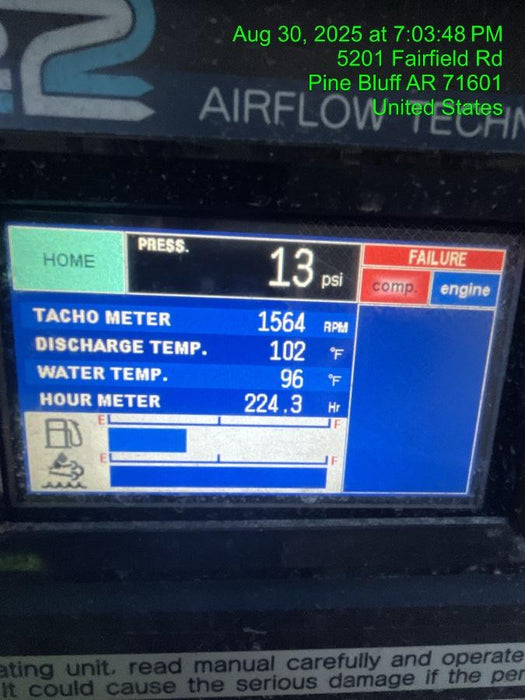 Aug 30, 2025 at 7:03:48 PM
5201 Fairfield Rd
Pine Bluff AR 71601
United States
AIRFLOW
HOME
PRESS.
13 psi
FAILURE
comp. engine
TACHO METER 1564 RPM
DISCHARGE TEMP. 102 °F
WATER TEMP. 96 °F
HOUR METER 224.3 Hr
E F
E F
unit, read manual carefully and operate
It could cause the serious damage if the